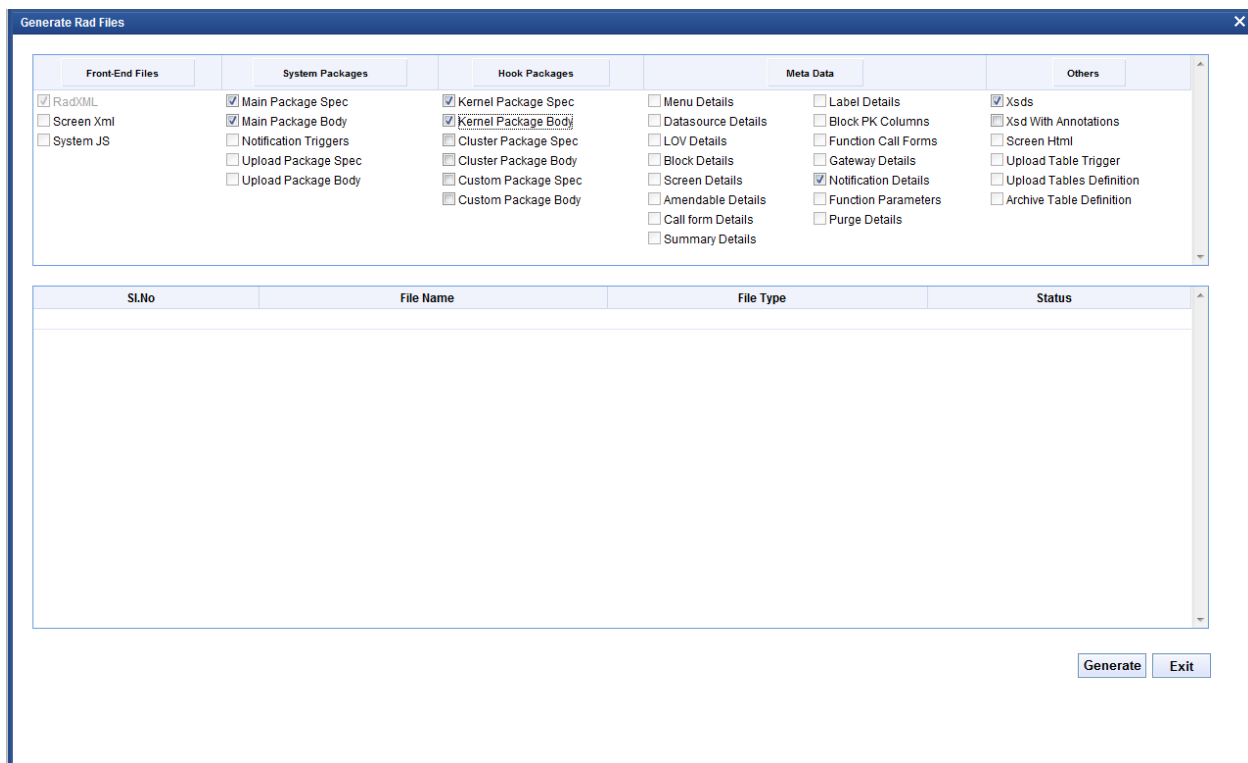 Generate Rad Files
Front-End Files System Packages Hook Packages Meta Data Others
RadXML Main Package Spec Kernel Package Spec Menu Details Label Details Xsds
Screen Xml Main Package Body Kernel Package Body Datasource Details Block PK Columns Xsd With Annotations
System JS Notification Triggers Cluster Package Spec LOV Details Function Call Forms Screen Html
Upload Package Spec Cluster Package Body Block Details Gateway Details Upload Table Trigger
Upload Package Body Custom Package Spec Screen Details Notification Details Upload Tables Definition
Custom Package Body Amendable Details Function Parameters Archive Table Definition
Call form Details Purge Details
Summary Details
Sl.No File Name File Type Status
Generate Exit